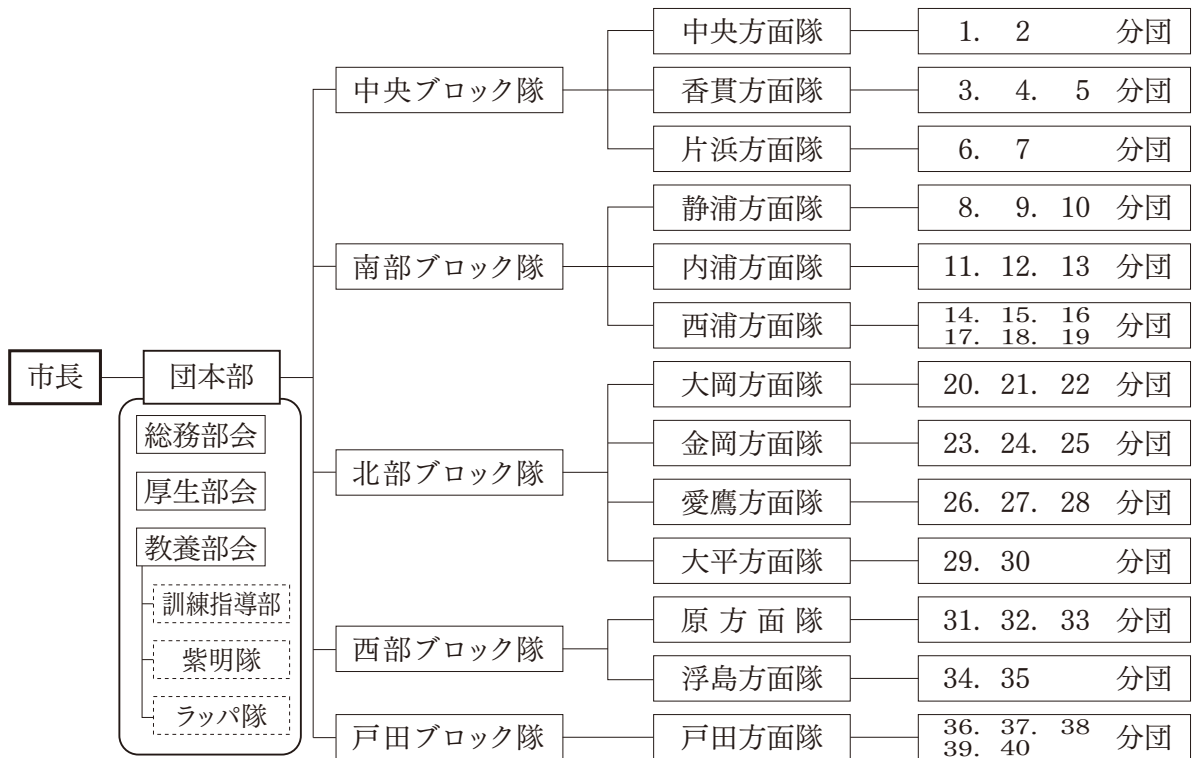 市長
団本部
総務部会
厚生部会
教養部会
訓練指導部
紫明隊
ラッパ隊
中央ブロック隊
中央方面隊
1. 2 分団
香貫方面隊
3. 4. 5 分団
片浜方面隊
6. 7 分団
南部ブロック隊
静浦方面隊
8. 9. 10 分団
内浦方面隊
11. 12. 13 分団
西浦方面隊
14. 15. 16
17. 18. 19 分団
北部ブロック隊
大岡方面隊
20. 21. 22 分団
金岡方面隊
23. 24. 25 分団
愛鷹方面隊
26. 27. 28 分団
大平方面隊
29. 30 分団
西部ブロック隊
原方面隊
31. 32. 33 分団
浮島方面隊
34. 35 分団
戸田ブロック隊
戸田方面隊
36. 37. 38
39. 40 分団